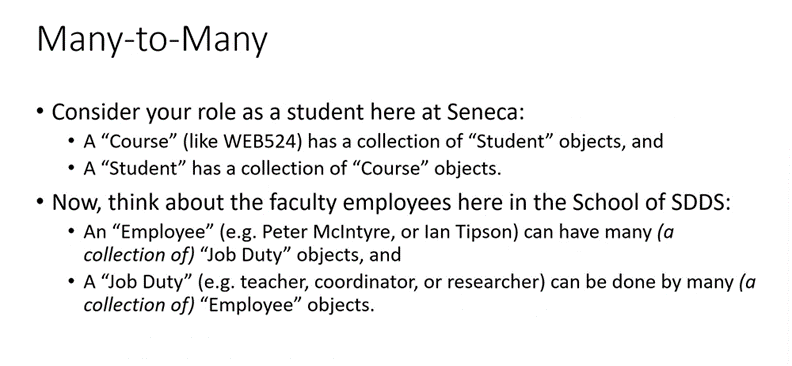 Many-to-Many
• Consider your role as a student here at Seneca:
• A “Course” (like WEB524) has a collection of “Student” objects, and
• A “Student” has a collection of “Course” objects.
• Now, think about the faculty employees here in the School of SDDS:
• An “Employee” (e.g. Peter McIntyre, or Ian Tipson) can have many (a
collection of) “Job Duty” objects, and
• A “Job Duty” (e.g. teacher, coordinator, or researcher) can be done by many (a
collection of) “Employee” objects.